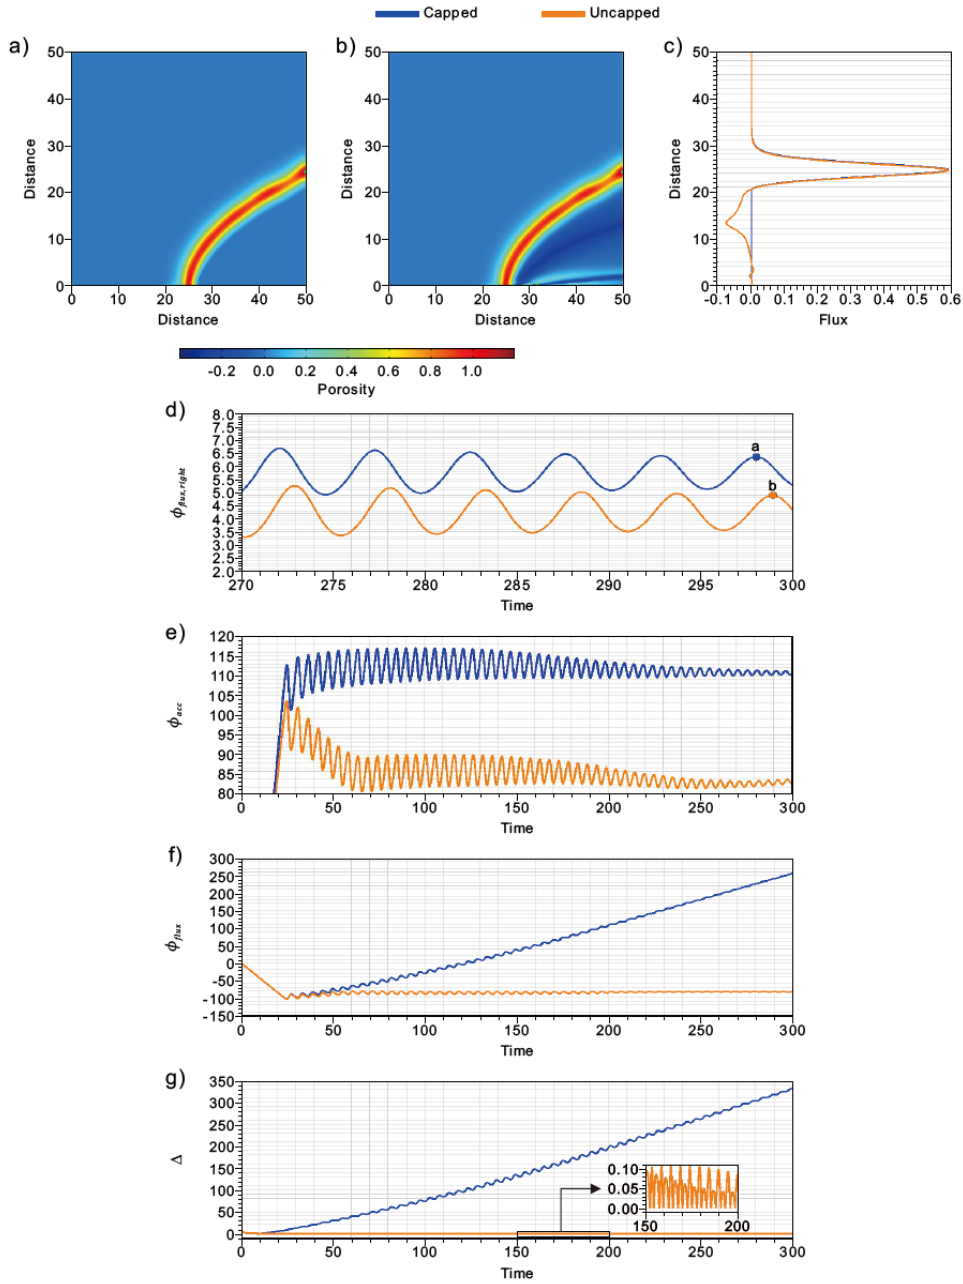 Capped Uncapped
a) b) c)
50 50 50
40 40 40
30 30 30
20 20 20
10 10 10
0 0 0
Distance Distance Distance
0 10 20 30 40 50 0 10 20 30 40 50 -0.1 0.0 0.1 0.2 0.3 0.4 0.5 0.6
Distance Distance Flux
-0.2 0.0 0.2 0.4 0.6 0.8 1.0
Porosity
d)
8.0
7.5
7.0
6.5
6.0
5.5
5.0
4.5
4.0
3.5
3.0
2.5
2.0
ϕflux,right
a
b
270 275 280 285 290 295 300
Time
e)
120
115
110
105
100
95
90
85
80
ϕacc
0 50 100 150 200 250 300
Time
f)
300
250
200
150
100
50
0
-50
-100
-150
ϕflux
0 50 100 150 200 250 300
Time
g)
350
300
250
200
150
100
50
0
Δ
0.10
0.05
0.00
150 200
0 50 100 150 200 250 300
Time